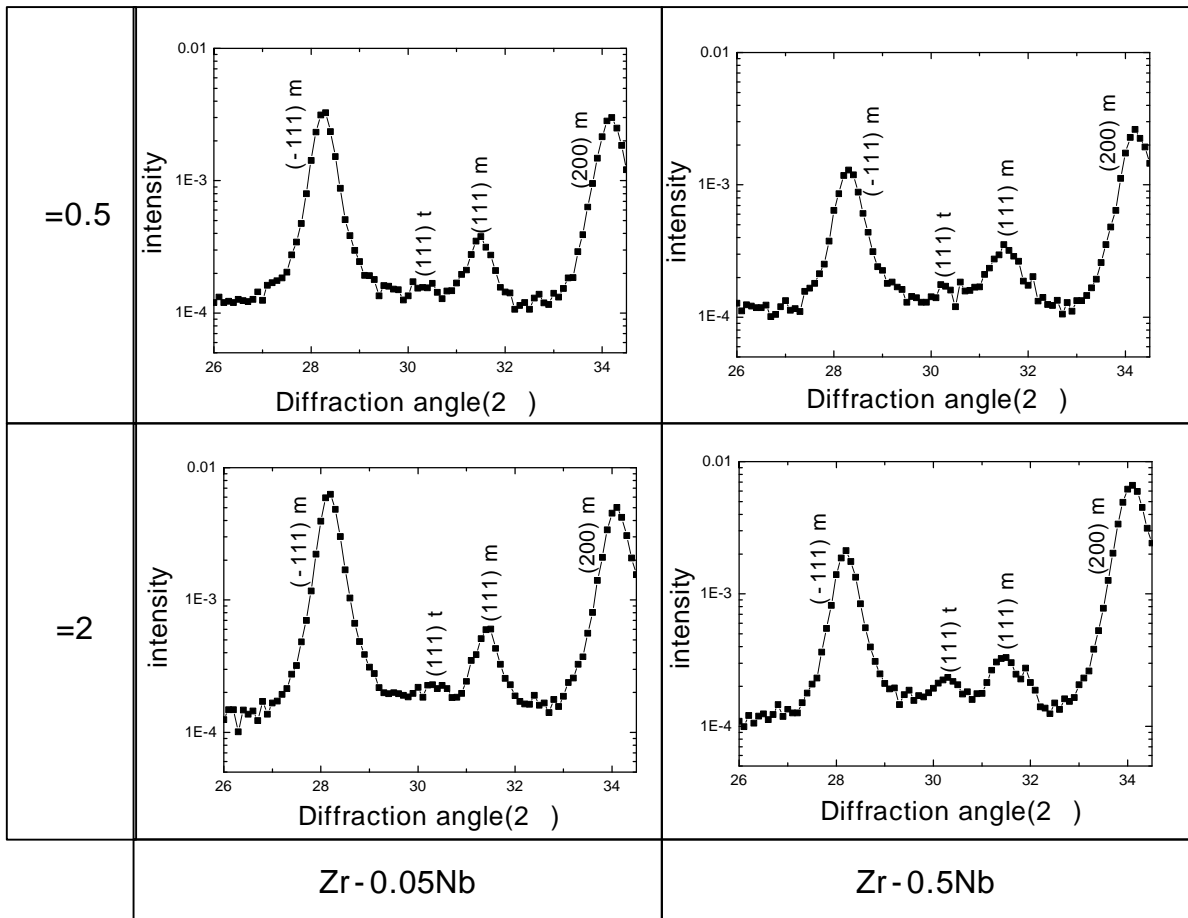 =0.5
0.01
1E-3
1E-4
intensity
(-111) m
(111) t
(111) m
(200) m
26 28 30 32 34
Diffraction angle(2 )
0.01
1E-3
1E-4
intensity
(-111) m
(111) t
(111) m
(200) m
26 28 30 32 34
Diffraction angle(2 )
=2
0.01
1E-3
1E-4
intensity
(-111) m
(111) t
(111) m
(200) m
26 28 30 32 34
Diffraction angle(2 )
0.01
1E-3
1E-4
intensity
(-111) m
(111) t
(111) m
(200) m
26 28 30 32 34
Diffraction angle(2 )
Zr-0.05Nb
Zr-0.5Nb